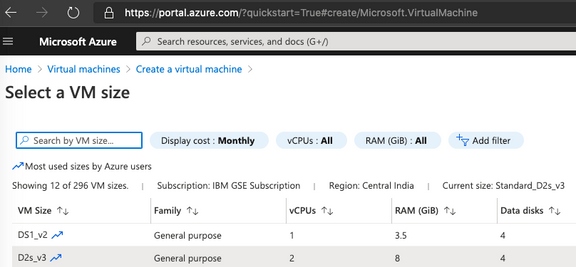 https://portal.azure.com/?quickstart=True#create/Microsoft.VirtualMachine
Microsoft Azure
Search resources, services, and docs (G+/)
Home > Virtual machines > Create a virtual machine >
Select a VM size
Search by VM size... Display cost : Monthly vCPUs : All RAM (GiB) : All Add filter
Most used sizes by Azure users
Showing 12 of 296 VM sizes. | Subscription: IBM GSE Subscription | Region: Central India | Current size: Standard_D2s_v3
VM Size ↑↓ Family ↑↓ vCPUs ↑↓ RAM (GiB) ↑↓ Data disks ↑↓
DS1_v2 General purpose 1 3.5 4
D2s_v3 General purpose 2 8 4